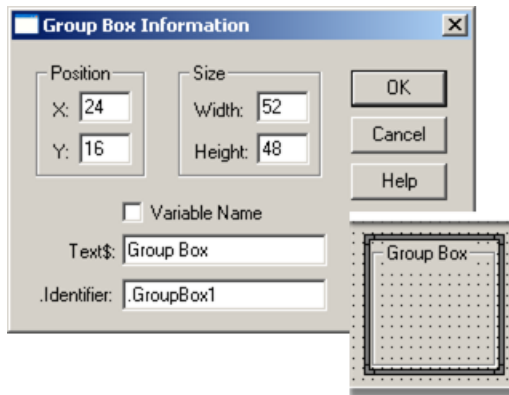 Group Box Information
Position
Size
X: 24
Width: 52
Y: 16
Height: 48
OK
Cancel
Help
Variable Name
Text$: Group Box
.Identifier: .GroupBox1
Group Box